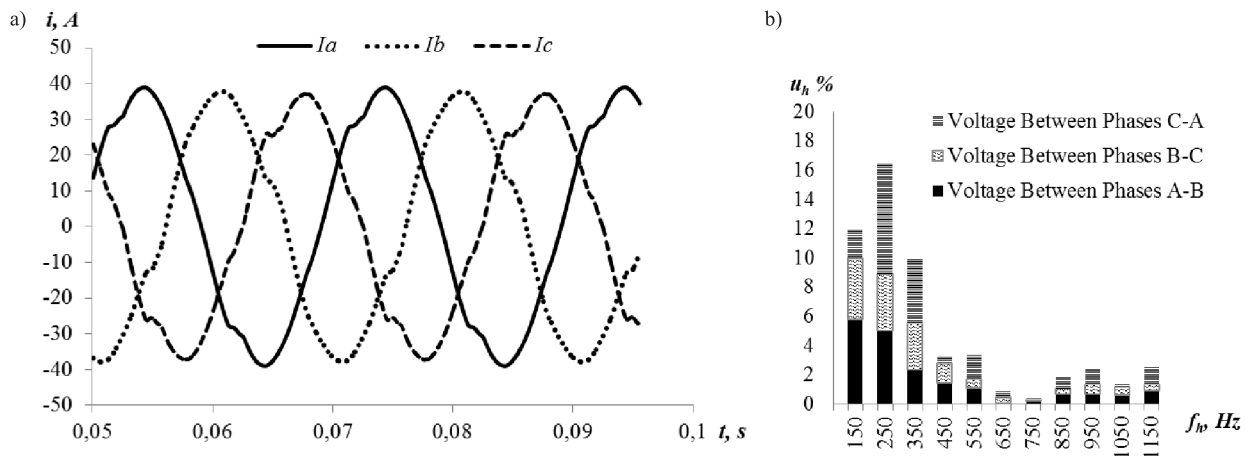 a)
i, A
Ia Ib Ic
50
40
30
20
10
0
-10
-20
-30
-40
-50
0,05 0,06 0,07 0,08 0,09 0,1
t, s
b)
u_h %
20
18
16
14
12
10
8
6
4
2
0
Voltage Between Phases C-A
Voltage Between Phases B-C
Voltage Between Phases A-B
150 250 350 450 550 650 750 850 950 1050 1150
f_h, Hz